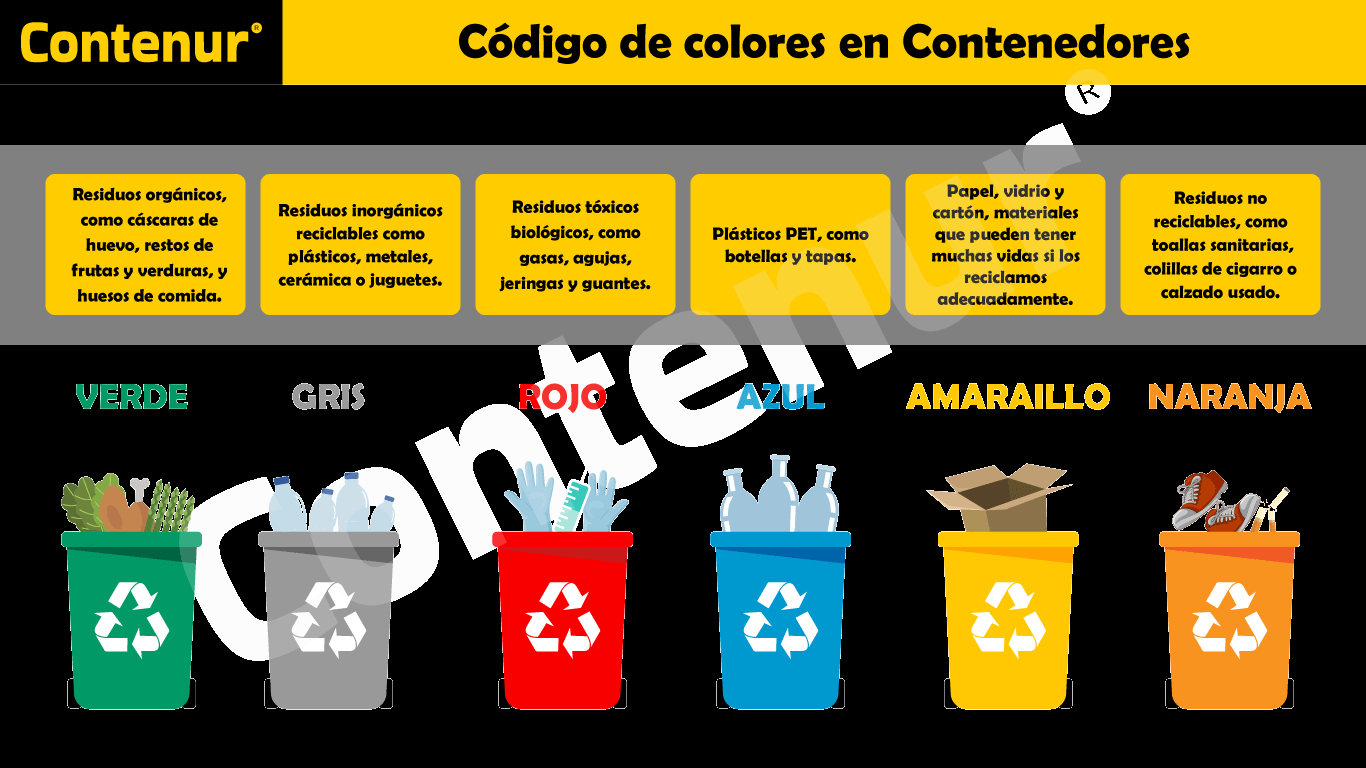 Contenur®
Código de colores en Contenedores
Residuos orgánicos,
como cáscaras de
huevo, restos de
frutas y verduras, y
huesos de comida.
Residuos inorgánicos
reciclables como
plásticos, metales,
cerámica o juguetes.
Residuos tóxicos
biológicos, como
gasas, agujas,
jeringas y guantes.
Plásticos PET, como
botellas y tapas.
Papel, vidrio y
cartón, materiales
que pueden tener
muchas vidas si los
reciclamos
adecuadamente.
Residuos no
reciclables, como
toallas sanitarias,
colillas de cigarro o
calzado usado.
VERDE
GRIS
ROJO
AZUL
AMARAILLO
NARANJA
Contenur®